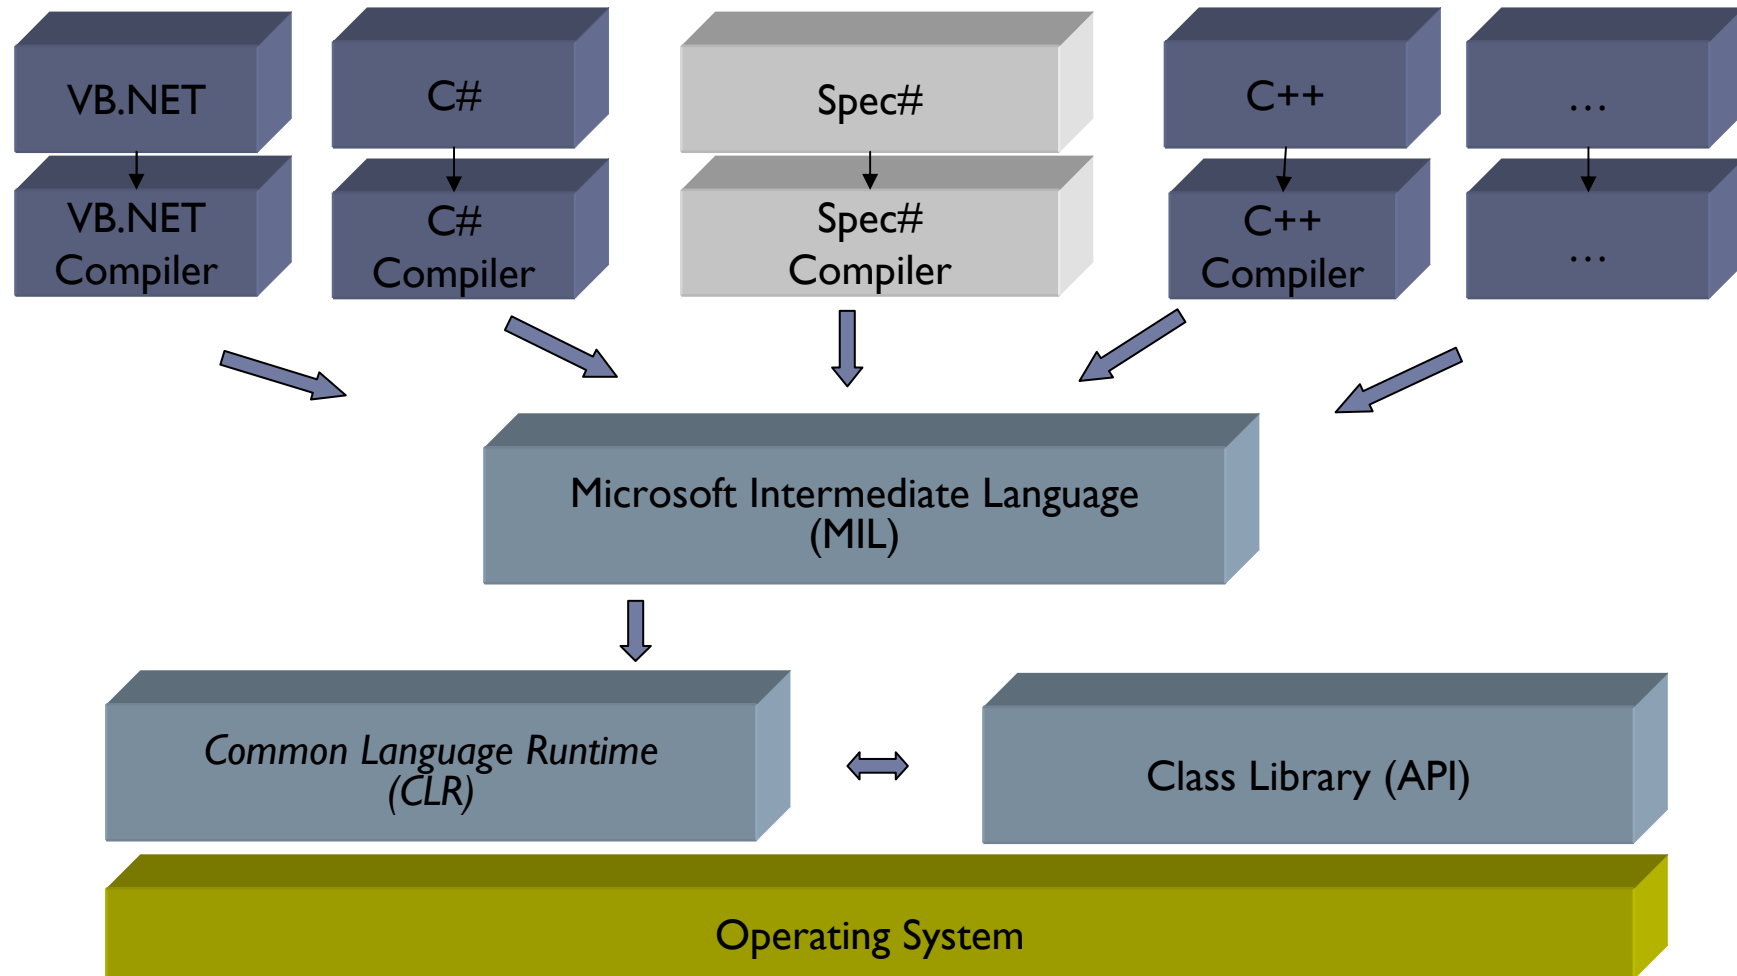 VB.NET
C#
Spec#
C++
…
VB.NET
Compiler
C#
Compiler
Spec#
Compiler
C++
Compiler
…
Microsoft Intermediate Language
(MIL)
Common Language Runtime
(CLR)
Class Library (API)
Operating System